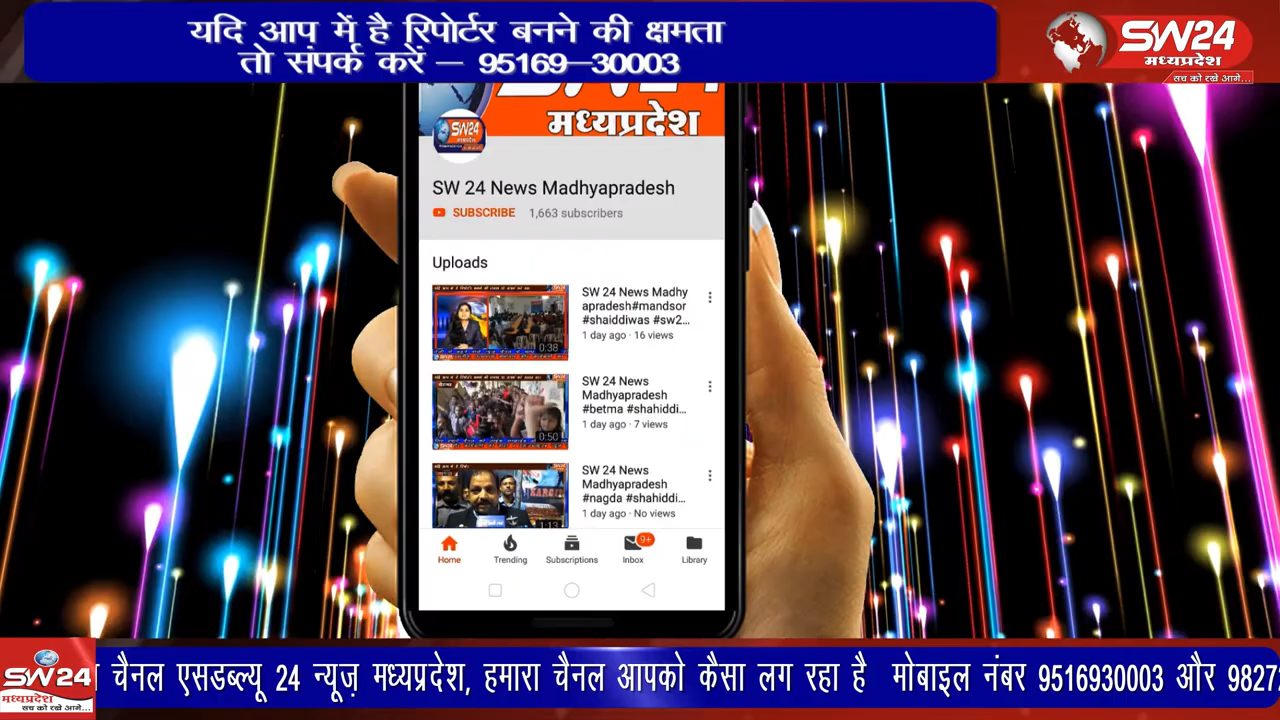 यदि आप में है रिपोर्टर बनने की क्षमता
तो संपर्क करें – 95169–30003
SW24
मध्यप्रदेश
सच को रखे आगे...
मध्यप्रदेश
SW24
SW 24 News Madhyapradesh
SUBSCRIBE 1,663 subscribers
Uploads
SW 24 News Madhy
apradesh#mandsor
#shaiddiwas #sw2...
1 day ago · 16 views
0:38
SW 24 News
Madhyapradesh
#betma #shahiddi...
1 day ago · 7 views
0:50
SW 24 News
Madhyapradesh
#nagda #shahiddi...
1 day ago · No views
1:13
9+
Home Trending Subscriptions Inbox Library
SW24
मध्यप्रदेश
सच को रखे आगे...
चैनल एसडब्ल्यू 24 न्यूज़ मध्यप्रदेश, हमारा चैनल आपको कैसा लग रहा है मोबाइल नंबर 9516930003 और 9827